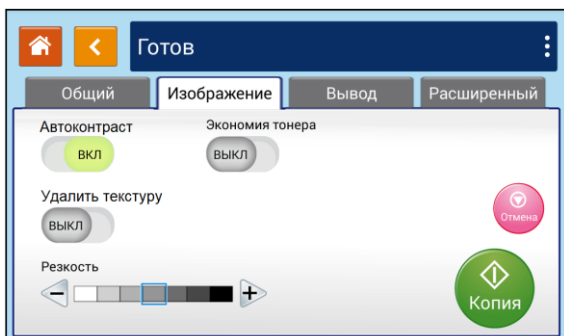 Готов
Общий Изображение Вывод Расширенный
Автоконтраст Экономия тонера
ВКЛ ВЫКЛ
Удалить текстуру
ВЫКЛ
Отмена
Резкость
Копия